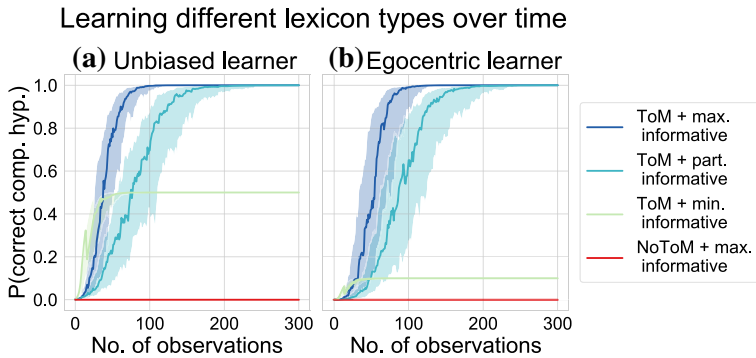 Learning different lexicon types over time
(a) Unbiased learner
(b) Egocentric learner
P(correct comp. hyp.)
1.0
0.8
0.6
0.4
0.2
0.0
0 100 200 300
No. of observations
0 100 200 300
No. of observations
ToM + max.
informative
ToM + part.
informative
ToM + min.
informative
NoToM + max.
informative